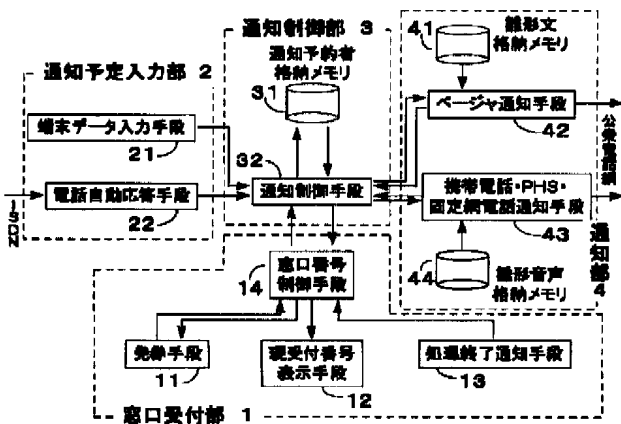 通知制御部 3
通知予約者
格納メモリ
31
41
雛形文
格納メモリ
通知予定入力部 2
端末データ入力手段
21
32
通知制御手段
ページャ通知手段
42
公衆電話網
電話自動応答手段
22
ISDN
携帯電話・PHS・
固定網電話通知手段
43
通知部
4
44
雛形音声
格納メモリ
窓口番号
制御手段
14
発券手段
11
現受付番号
表示手段
12
処理終了通知手段
13
窓口受付部 1